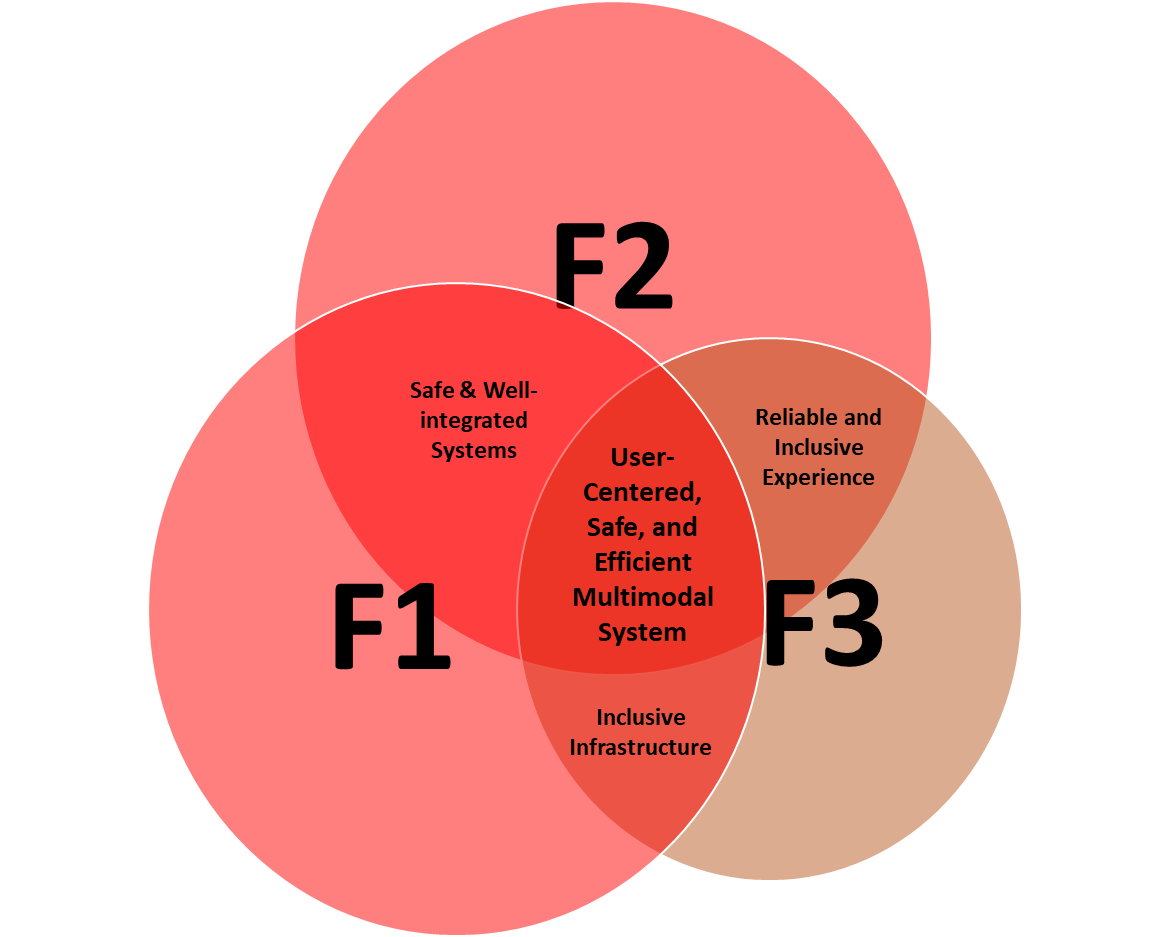 F2
Safe & Well-
integrated
Systems
Reliable and
Inclusive
Experience
User-
Centered,
Safe, and
Efficient
Multimodal
System
F1
F3
Inclusive
Infrastructure